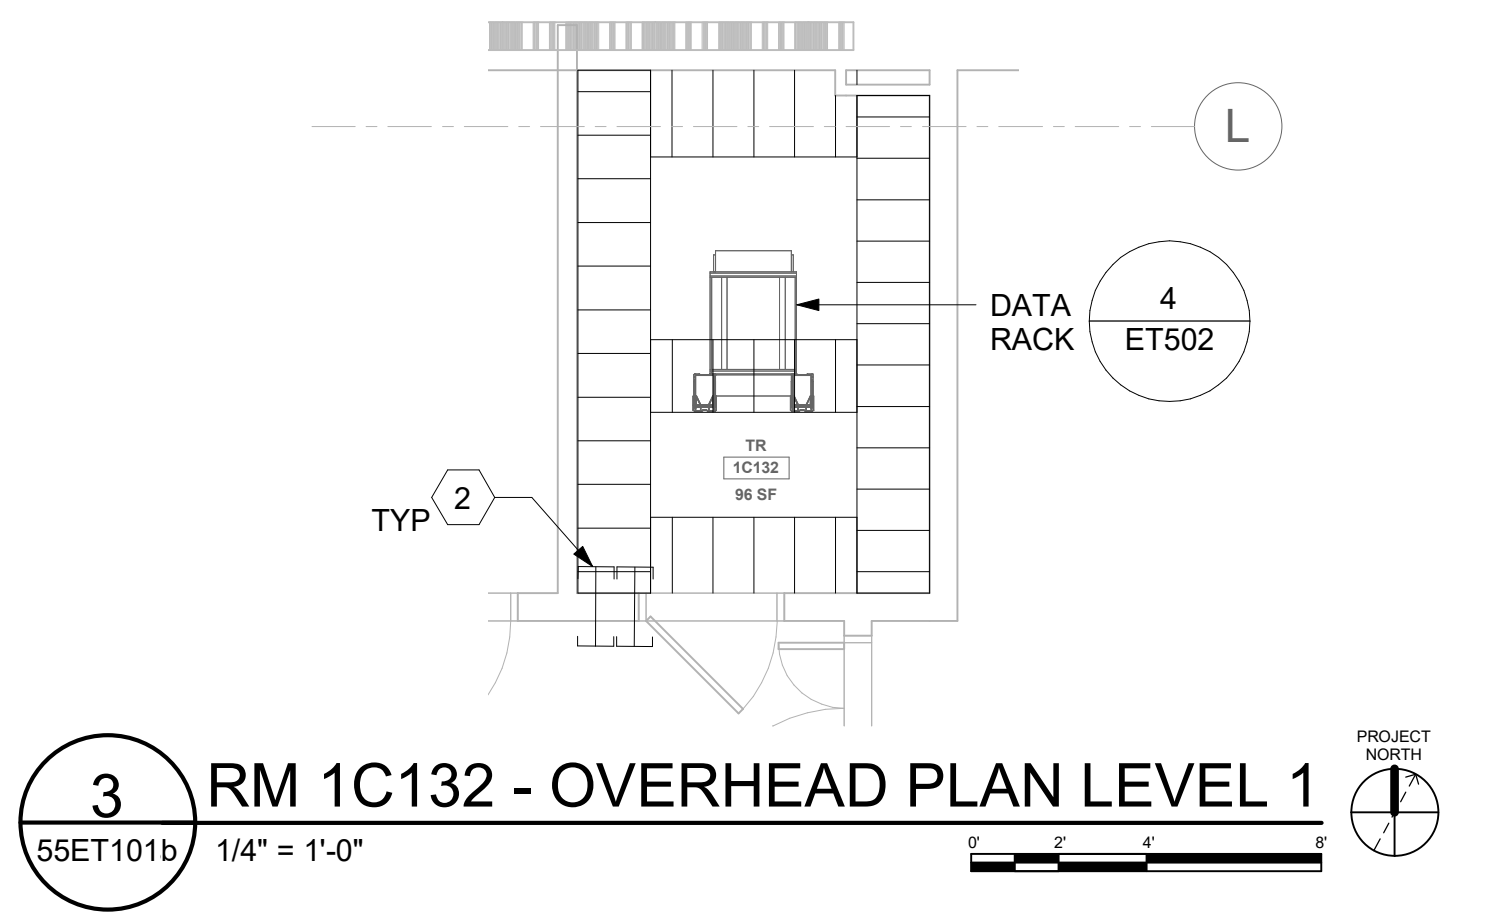 L
DATA
RACK
4
ET502
TR
1C132
96 SF
2
TYP
3
55ET101b
RM 1C132 - OVERHEAD PLAN LEVEL 1
1/4" = 1'-0"
0' 2' 4' 8'
PROJECT
NORTH